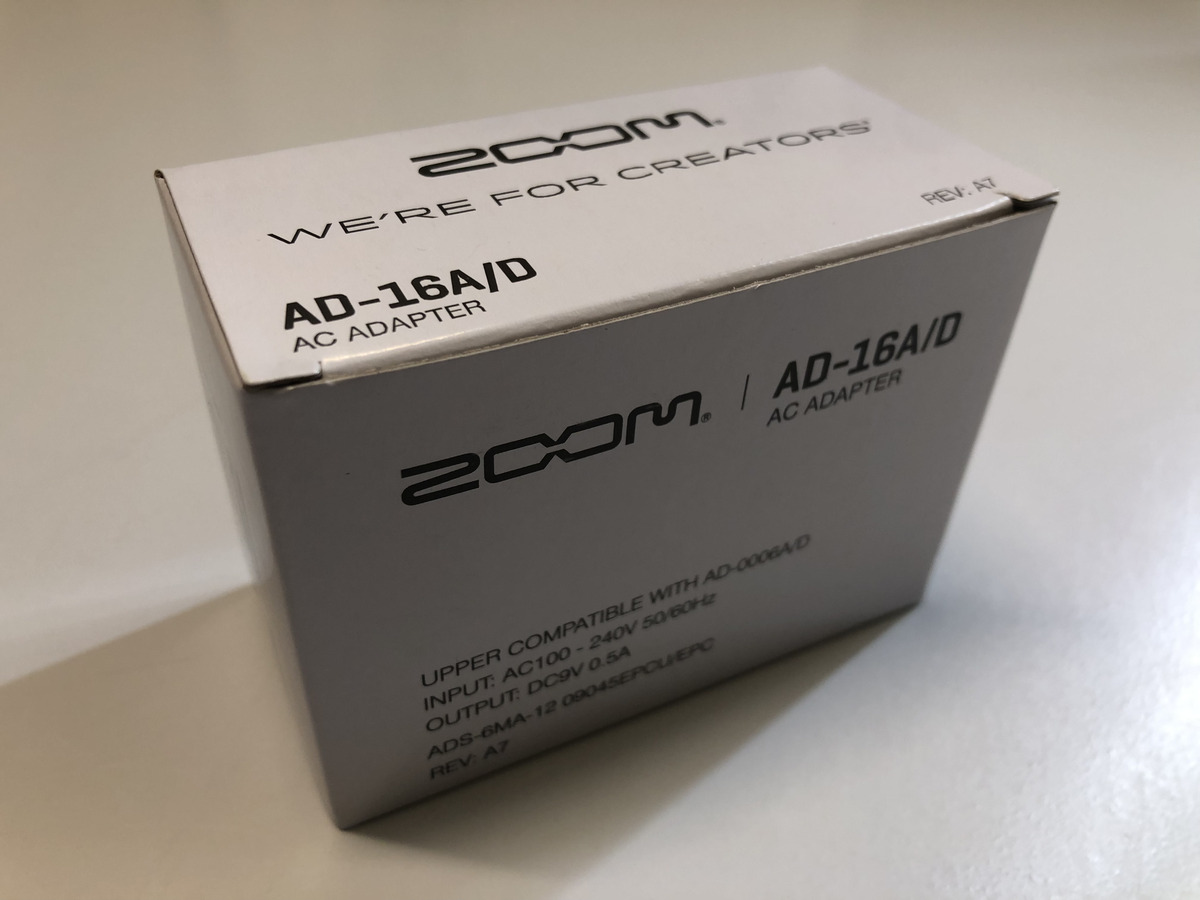 ZOOM®
WE'RE FOR CREATORS®
REV: A7
AD-16A/D
AC ADAPTER
ZOOM® | AD-16A/D
AC ADAPTER
UPPER COMPATIBLE WITH AD-0006A/D
INPUT: AC100 - 240V 50/60Hz
OUTPUT: DC9V 0.5A
ADS-6MA-12 09045EPCU/EPC
REV: A7